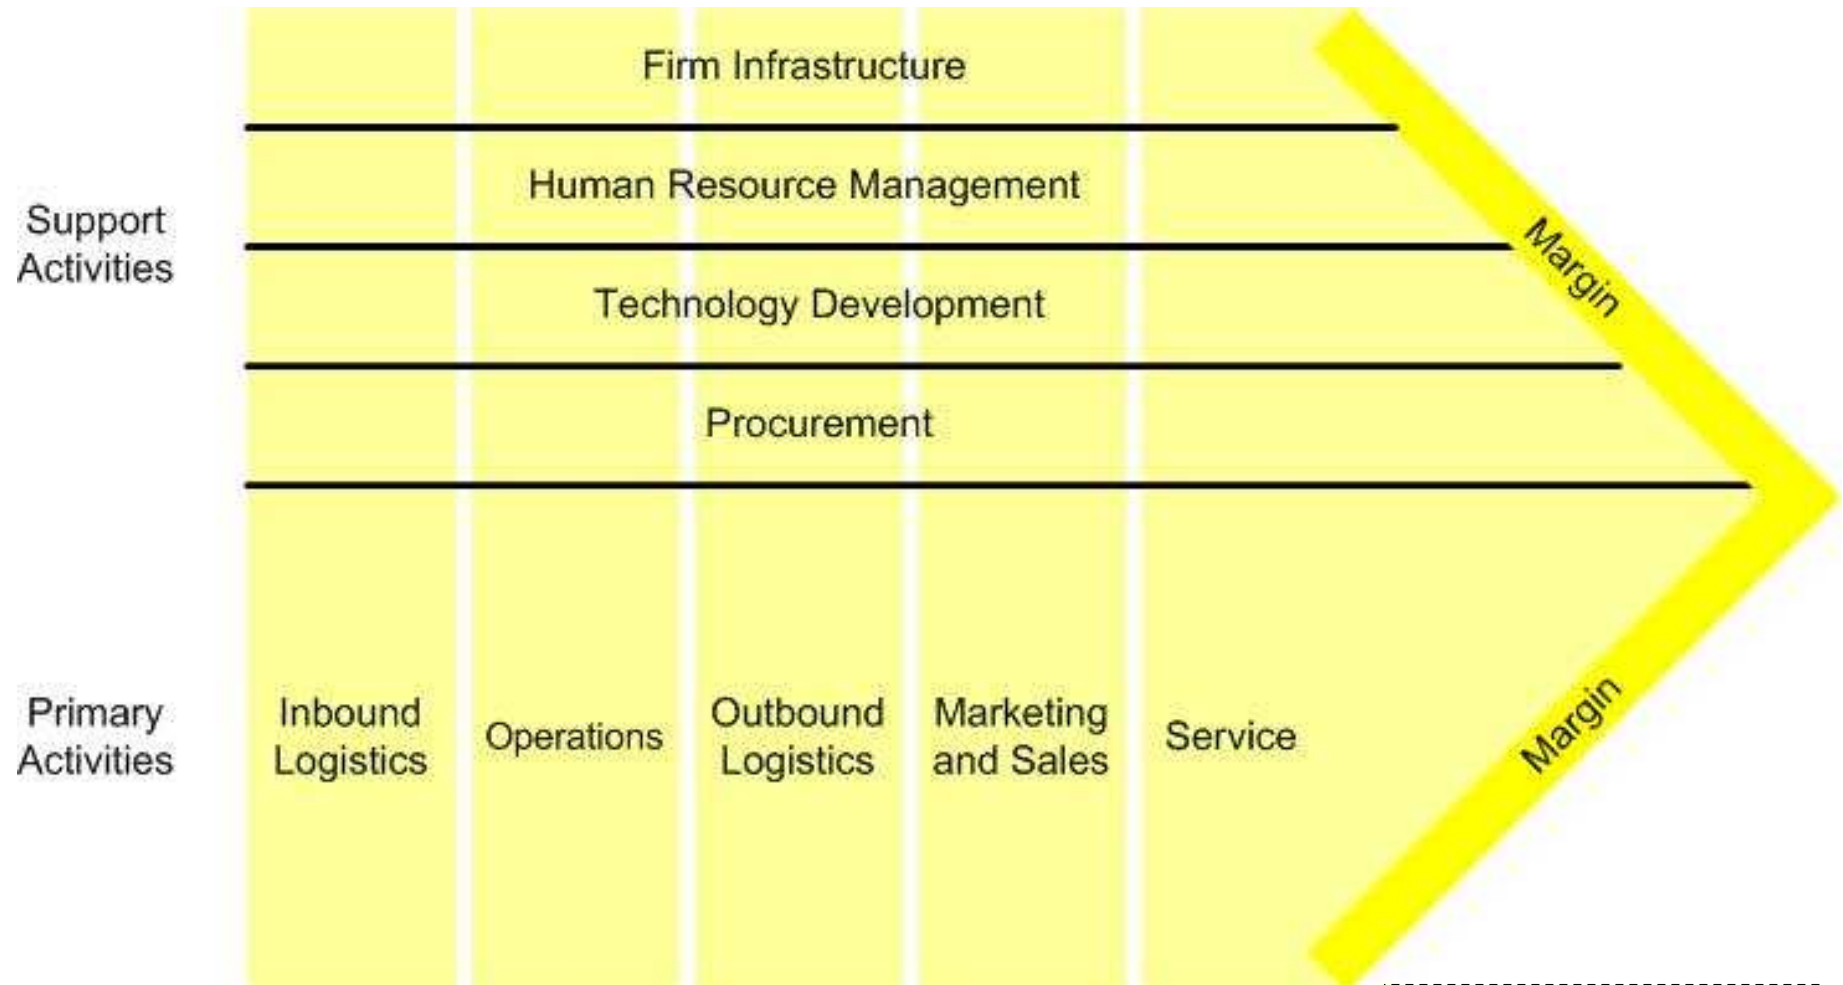 Firm Infrastructure
Human Resource Management
Support
Activities
Technology Development
Procurement
Margin
Primary
Activities
Inbound
Logistics
Operations
Outbound
Logistics
Marketing
and Sales
Service
Margin